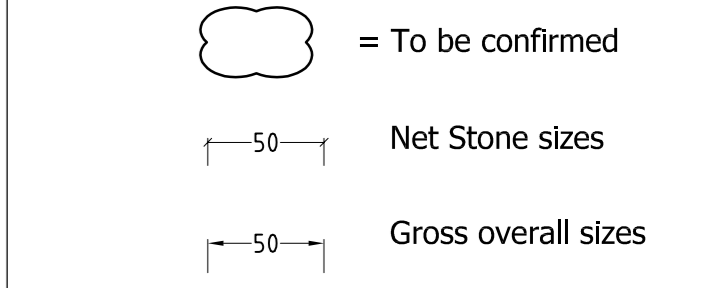 = To be confirmed
50 Net Stone sizes
50 Gross overall sizes